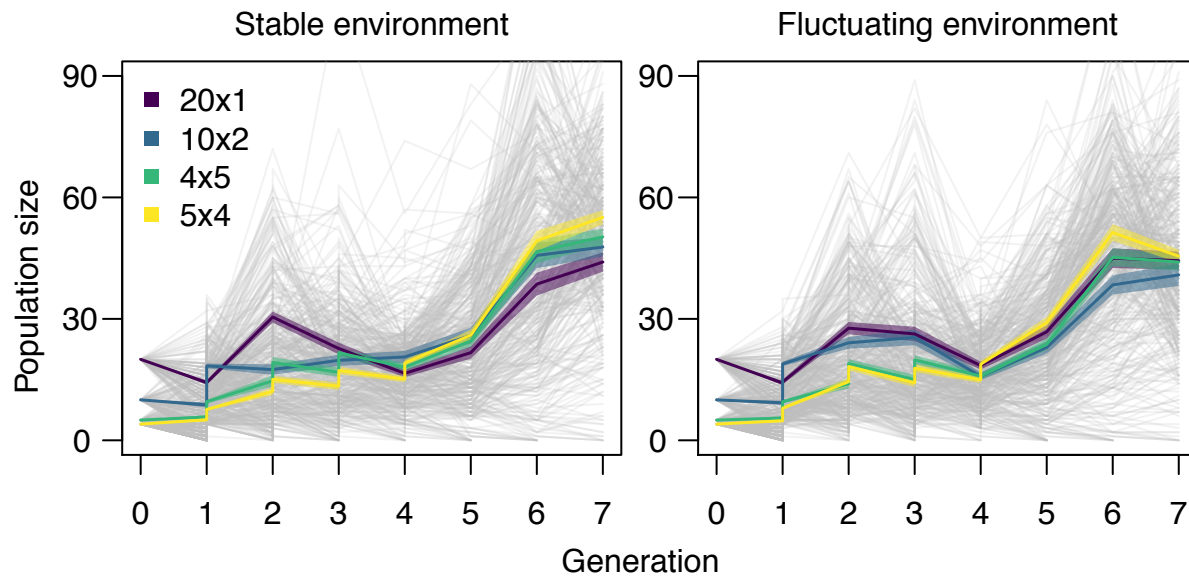 Stable environment
Fluctuating environment
Population size
90
60
30
0
20x1
10x2
4x5
5x4
0 1 2 3 4 5 6 7
90
60
30
0
0 1 2 3 4 5 6 7
Generation